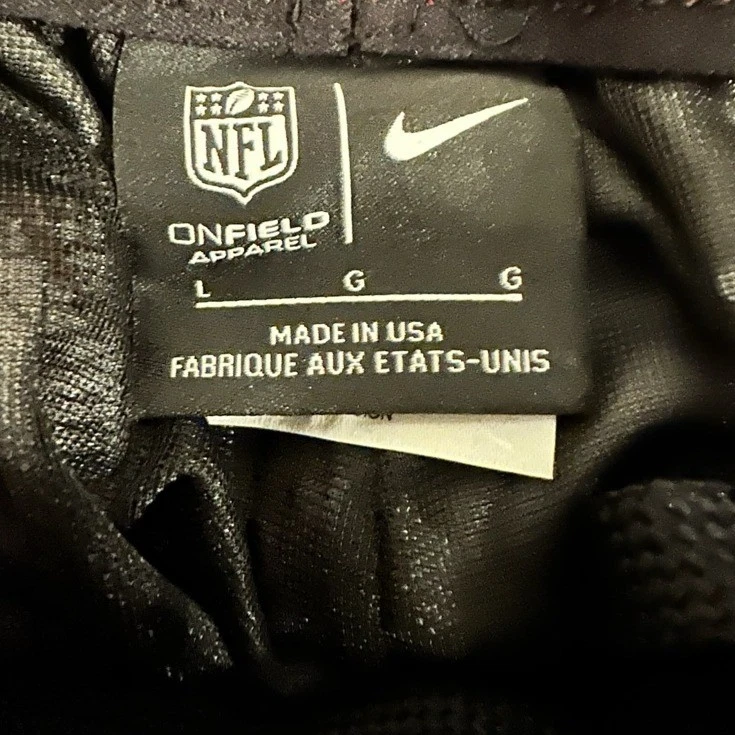 NFL
ONFIELD
APPAREL
L G G
MADE IN USA
FABRIQUE AUX ETATS-UNIS